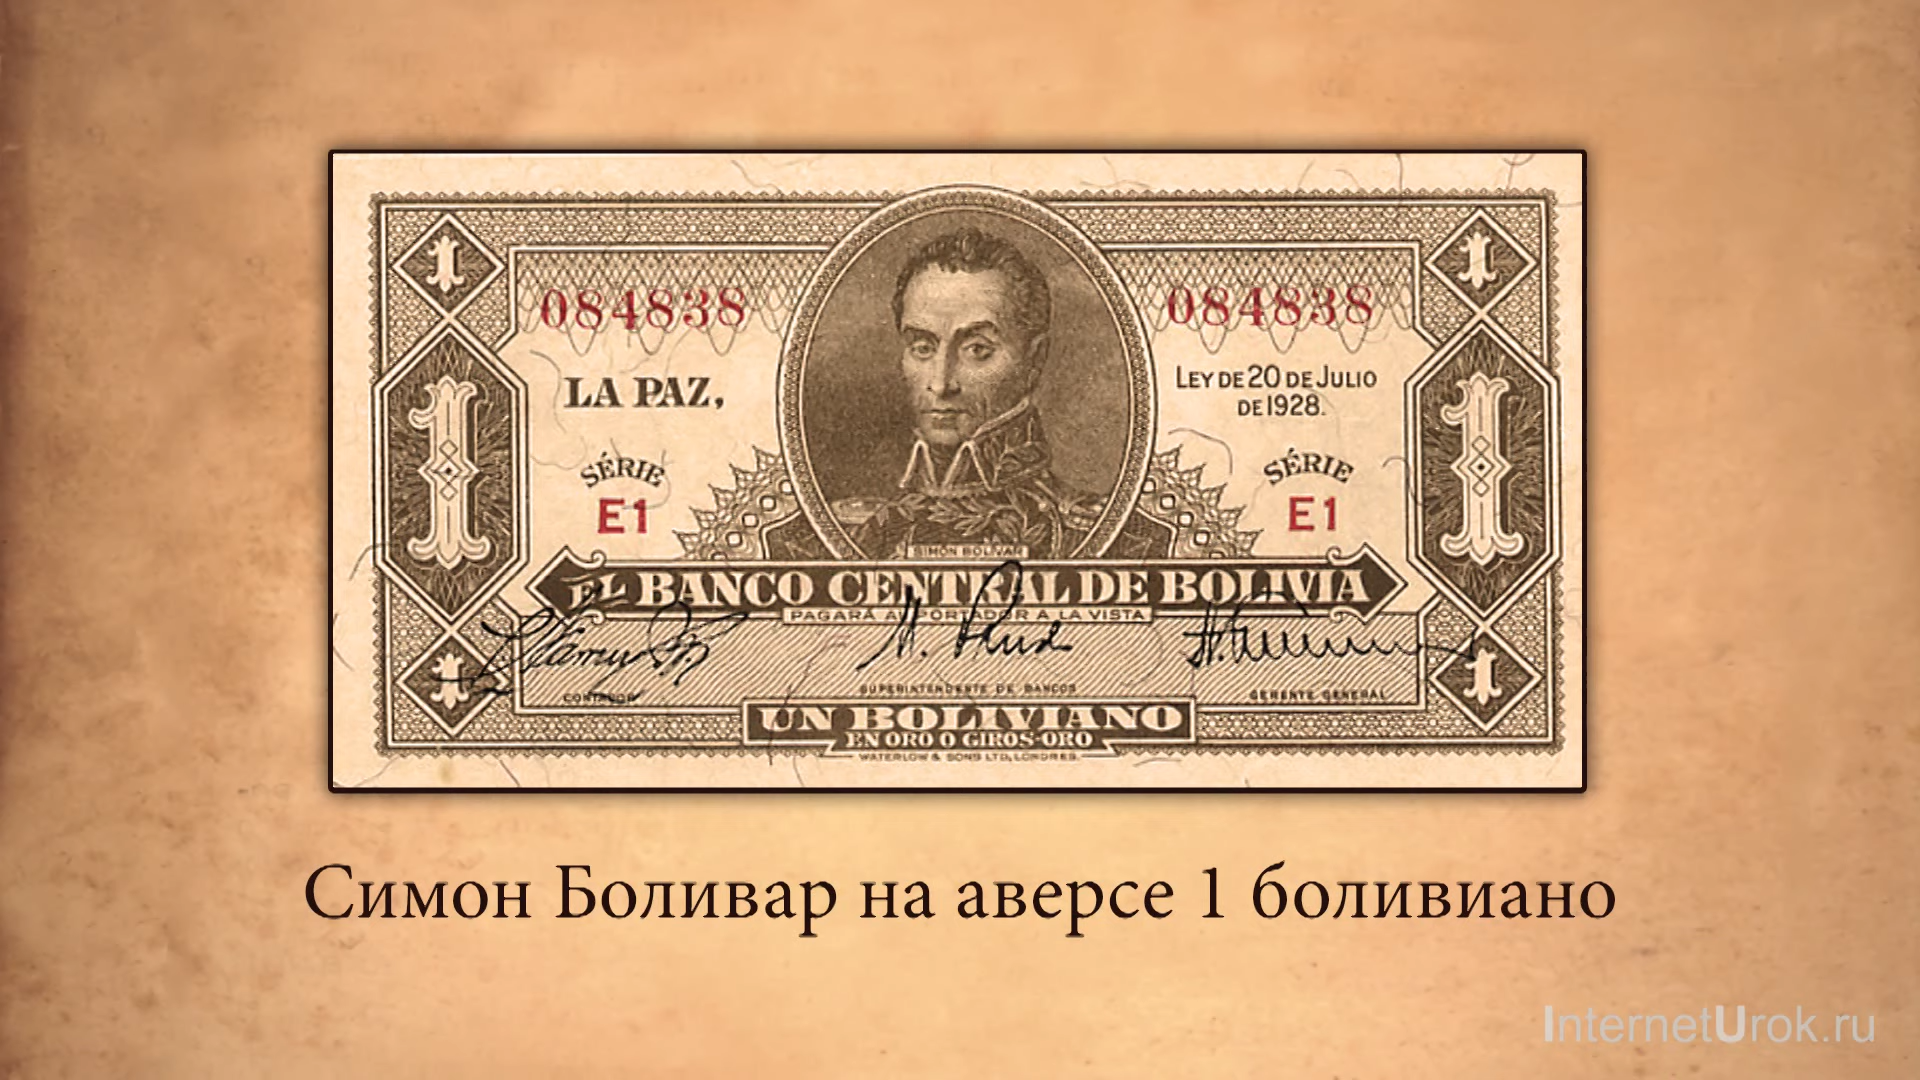 1
1
084838
084838
LA PAZ,
LEY DE 20 DE JULIO
DE 1928.
1
1
SÉRIE
SÉRIE
E1
E1
SIMON BOLIVAR
EL BANCO CENTRAL DE BOLIVIA
PAGARÁ AL PORTADOR A LA VISTA
1
1
CONTADOR
SUPERINTENDENTE DE BANCOS
GERENTE GENERAL
UN BOLIVIANO
EN ORO O GIROS-ORO
WATERLOW & SONS LTD, LONDRES.
Симон Боливар на аверсе 1 боливиано
InternetUrok.ru